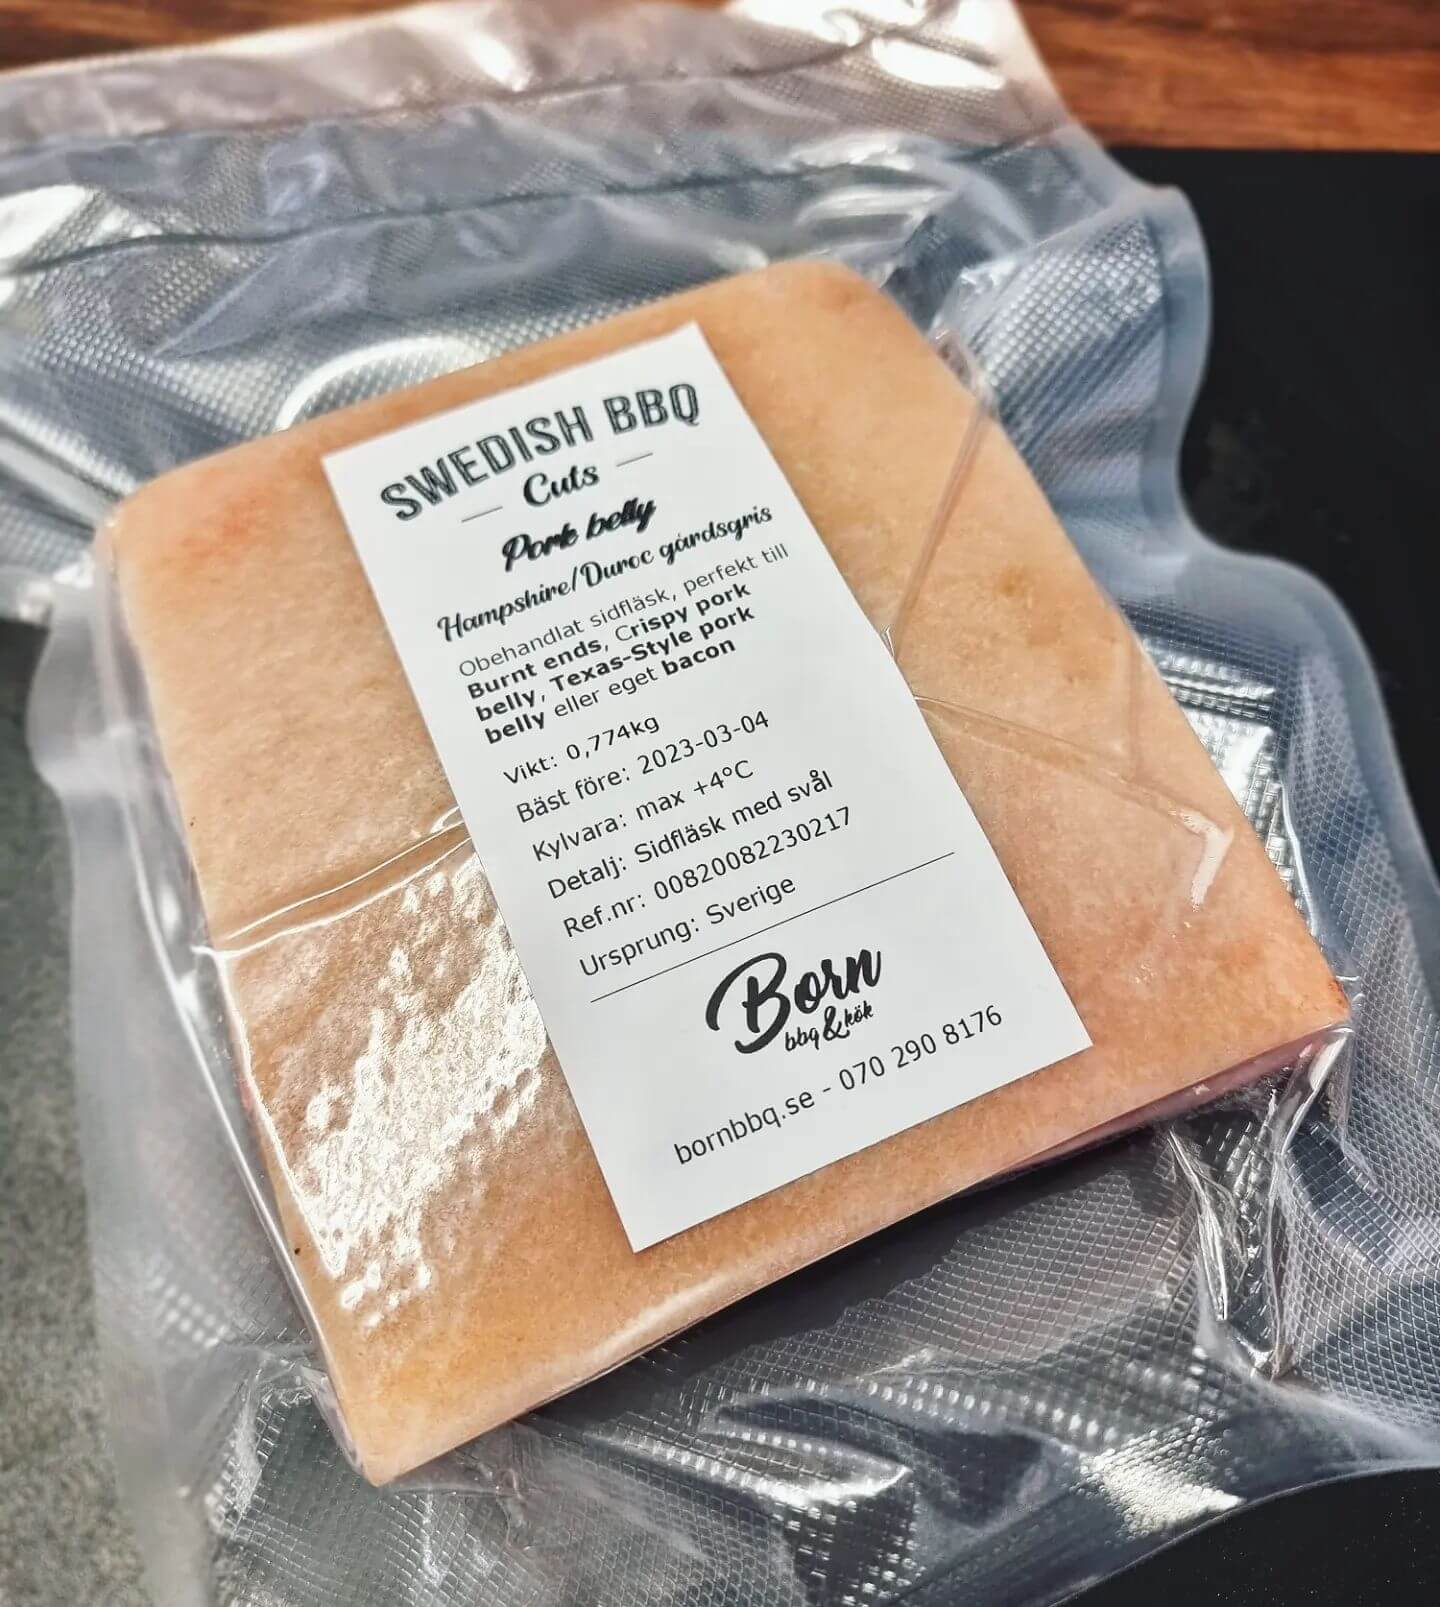 SWEDISH BBQ
Cuts
Pork belly
Hampshire/Duroc gårdsgris
Obehandlat sidfläsk, perfekt till
Burnt ends, Crispy pork
belly, Texas-Style pork
belly eller eget bacon
Vikt: 0,774kg
Bäst före: 2023-03-04
Kylvara: max +4°C
Detalj: Sidfläsk med svål
Ref.nr: 00820082230217
Ursprung: Sverige
Born
bbq & kök
bornbbq.se - 070 290 8176